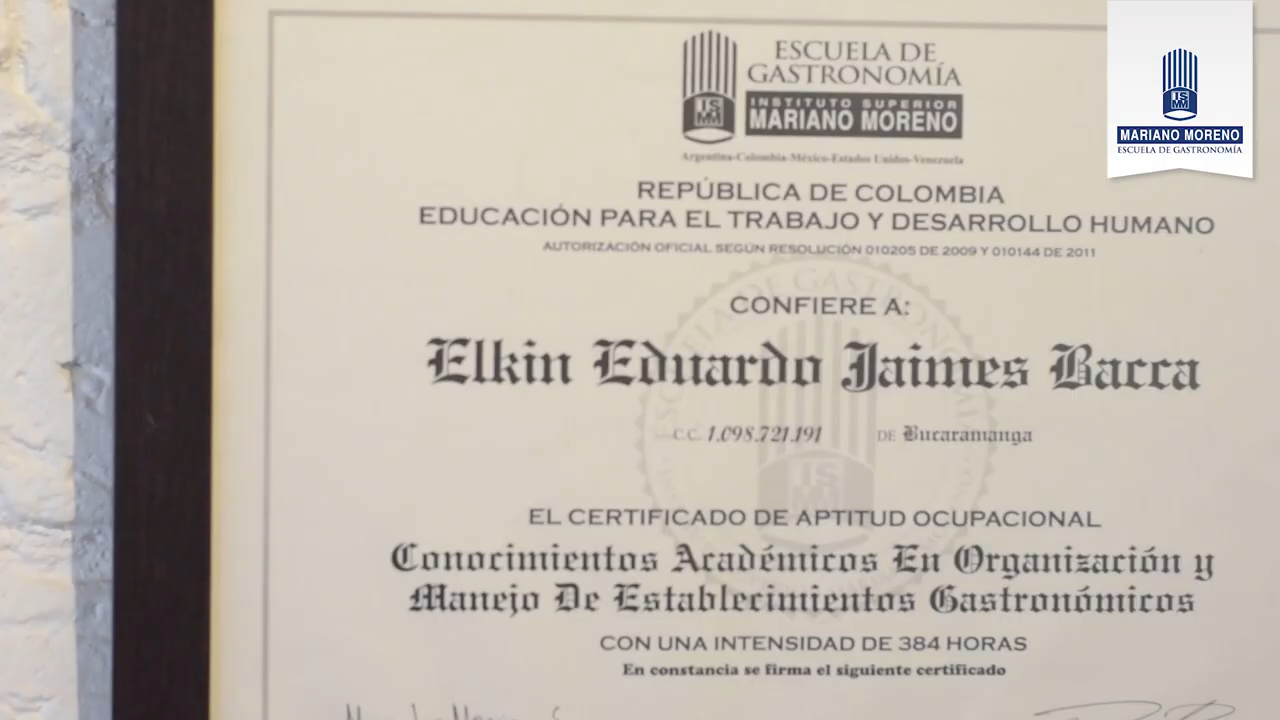 ESCUELA DE
GASTRONOMÍA
INSTITUTO SUPERIOR
MARIANO MORENO
Argentina-Colombia-México-Estados Unidos-Venezuela
MARIANO MORENO
ESCUELA DE GASTRONOMÍA
REPÚBLICA DE COLOMBIA
EDUCACIÓN PARA EL TRABAJO Y DESARROLLO HUMANO
AUTORIZACIÓN OFICIAL SEGÚN RESOLUCIÓN 010205 DE 2009 Y 010144 DE 2011
CONFIERE A:
Elkin Eduardo Jaimes Bacca
C.C. 1.098.721.191 DE Bucaramanga
EL CERTIFICADO DE APTITUD OCUPACIONAL
Conocimientos Académicos En Organización y
Manejo De Establecimientos Gastronómicos
CON UNA INTENSIDAD DE 384 HORAS
En constancia se firma el siguiente certificado